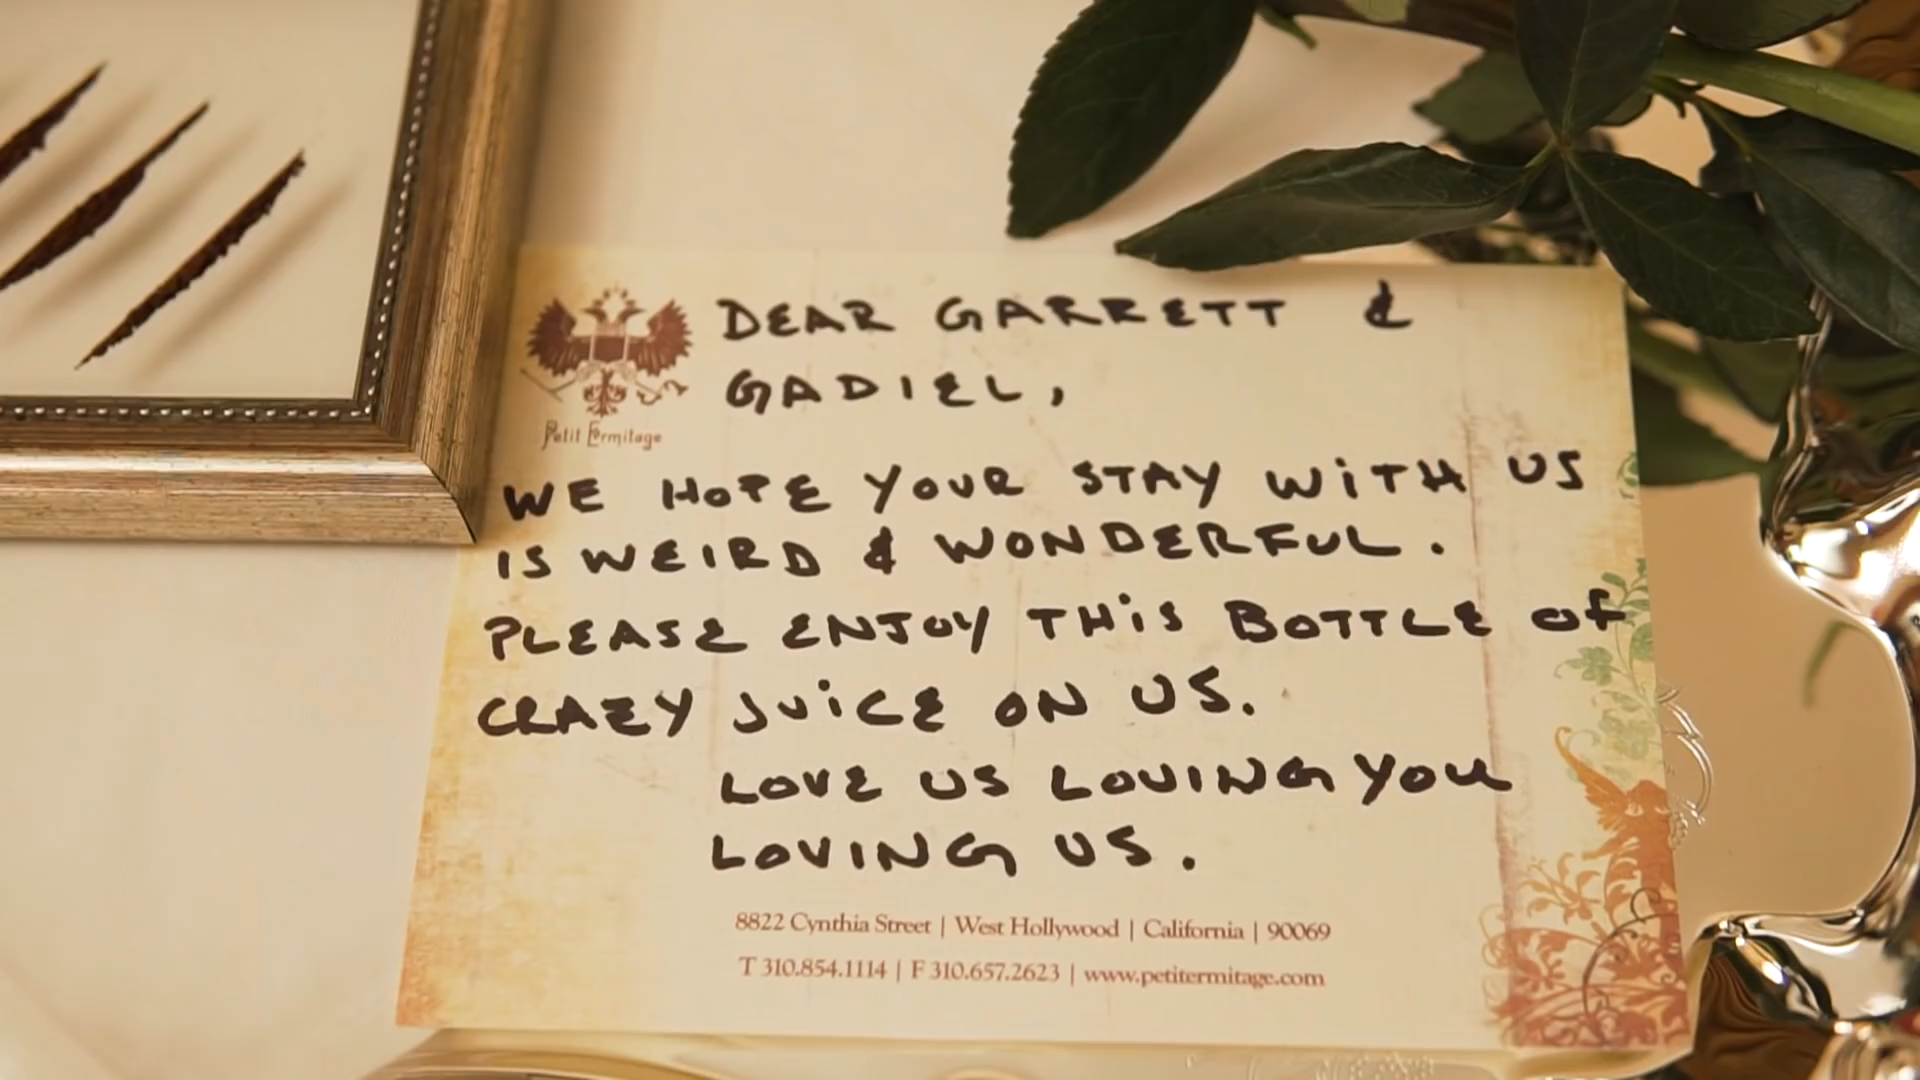 DEAR GARRETT &
GADIEL,
Petit Ermitage
WE HOPE YOUR STAY WITH US
IS WEIRD & WONDERFUL.
PLEASE ENJOY THIS BOTTLE OF
CRAZY JUICE ON US.
LOVE US LOVING YOU
LOVING US.
8822 Cynthia Street | West Hollywood | California | 90069
T 310.854.1114 | F 310.657.2623 | www.petitermitage.com